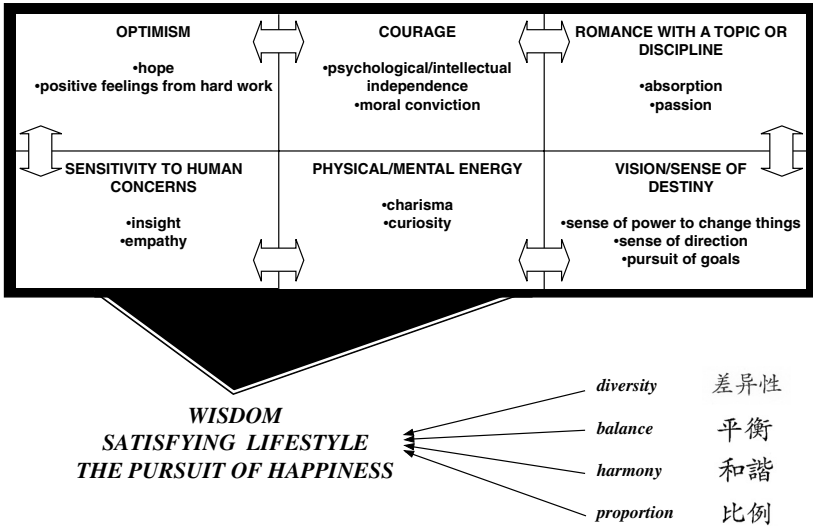 OPTIMISM
•hope
•positive feelings from hard work
COURAGE
•psychological/intellectual
independence
•moral conviction
ROMANCE WITH A TOPIC OR
DISCIPLINE
•absorption
•passion
SENSITIVITY TO HUMAN
CONCERNS
•insight
•empathy
PHYSICAL/MENTAL ENERGY
•charisma
•curiosity
VISION/SENSE OF
DESTINY
•sense of power to change things
•sense of direction
•pursuit of goals
WISDOM
SATISFYING LIFESTYLE
THE PURSUIT OF HAPPINESS
diversity 差异性
balance 平衡
harmony 和諧
proportion 比例